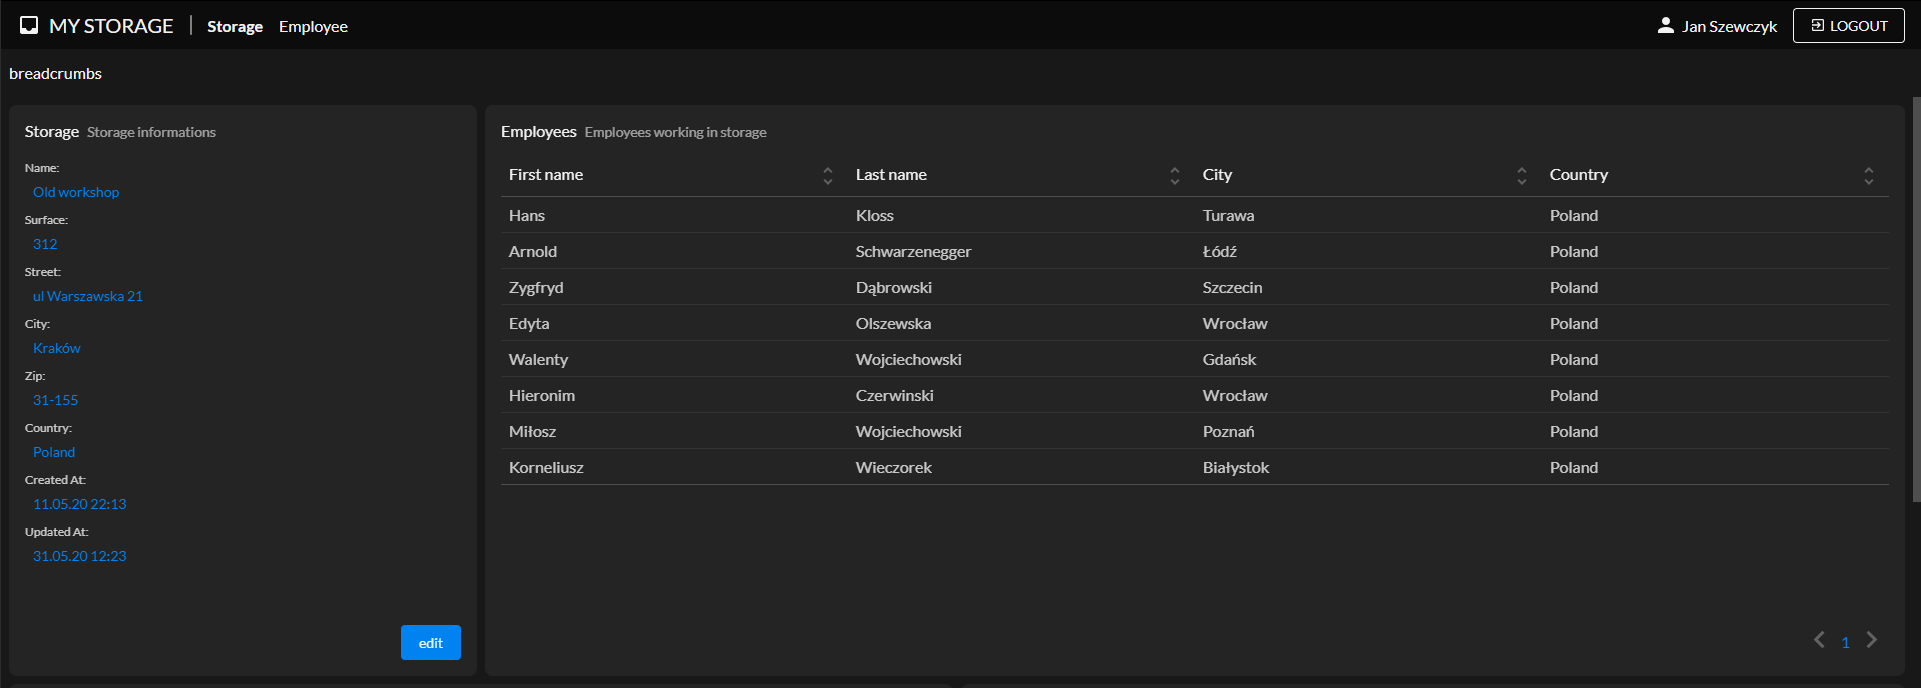 MY STORAGE | Storage Employee Jan Szewczyk LOGOUT
breadcrumbs
Storage Storage informations
Name:
Old workshop
Surface:
312
Street:
ul Warszawska 21
City:
Kraków
Zip:
31-155
Country:
Poland
Created At:
11.05.20 22:13
Updated At:
31.05.20 12:23
edit
Employees Employees working in storage
First name Last name City Country
Hans Kloss Turawa Poland
Arnold Schwarzenegger Łódź Poland
Zygfryd Dąbrowski Szczecin Poland
Edyta Olszewska Wrocław Poland
Walenty Wojciechowski Gdańsk Poland
Hieronim Czerwinski Wrocław Poland
Miłosz Wojciechowski Poznań Poland
Korneliusz Wieczorek Białystok Poland
1